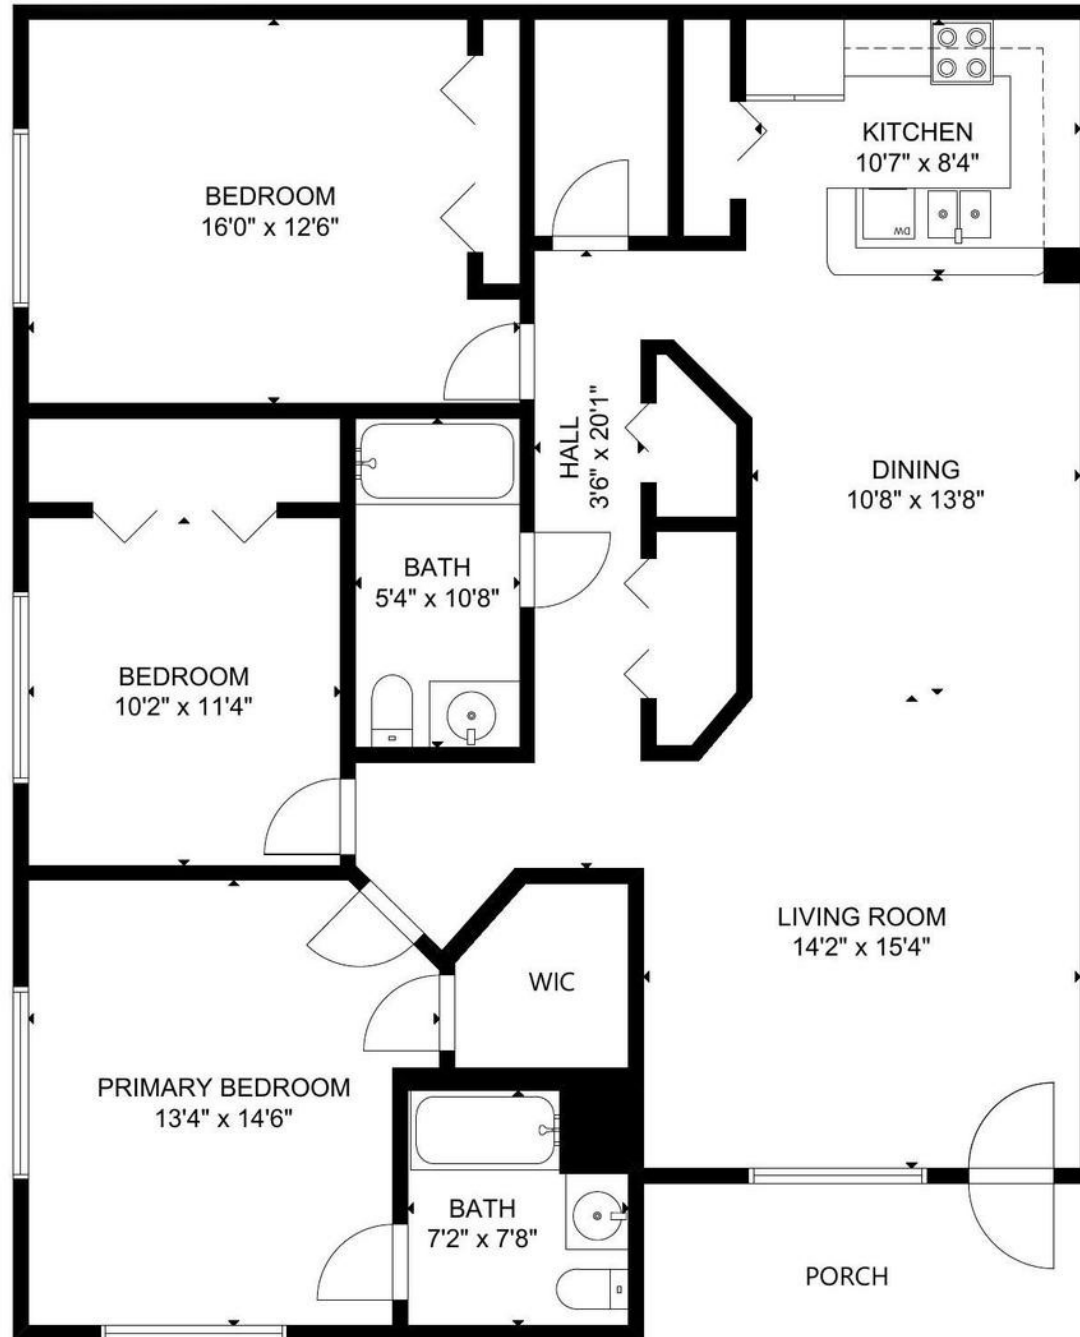 KITCHEN
10'7" x 8'4"
DW
BEDROOM
16'0" x 12'6"
HALL
3'6" x 20'1"
DINING
10'8" x 13'8"
BATH
5'4" x 10'8"
BEDROOM
10'2" x 11'4"
LIVING ROOM
14'2" x 15'4"
WIC
PRIMARY BEDROOM
13'4" x 14'6"
BATH
7'2" x 7'8"
PORCH